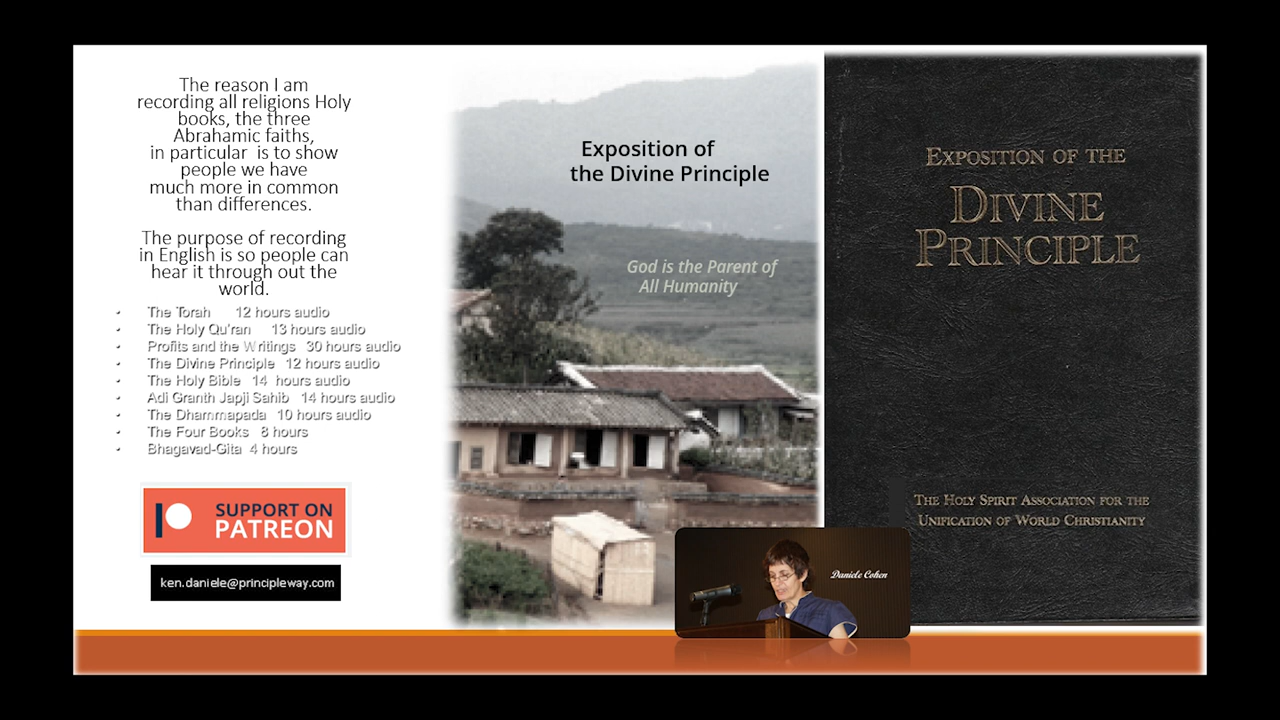 The reason I am
recording all religions Holy
books, the three
Abrahamic faiths,
in particular is to show
people we have
much more in common
than differences.
The purpose of recording
in English is so people can
hear it through out the
world.
• The Torah 12 hours audio
• The Holy Qu'ran 13 hours audio
• Profits and the Writings 30 hours audio
• The Divine Principle 12 hours audio
• The Holy Bible 14 hours audio
• Adi Granth Japji Sahib 14 hours audio
• The Dhammapada 10 hours audio
• The Four Books 8 hours
• Bhagavad-Gita 4 hours
SUPPORT ON
PATREON
ken.daniele@principleway.com
Exposition of
the Divine Principle
God is the Parent of
All Humanity
Daniele Cohen
EXPOSITION OF THE
DIVINE
PRINCIPLE
THE HOLY SPIRIT ASSOCIATION FOR THE
UNIFICATION OF WORLD CHRISTIANITY